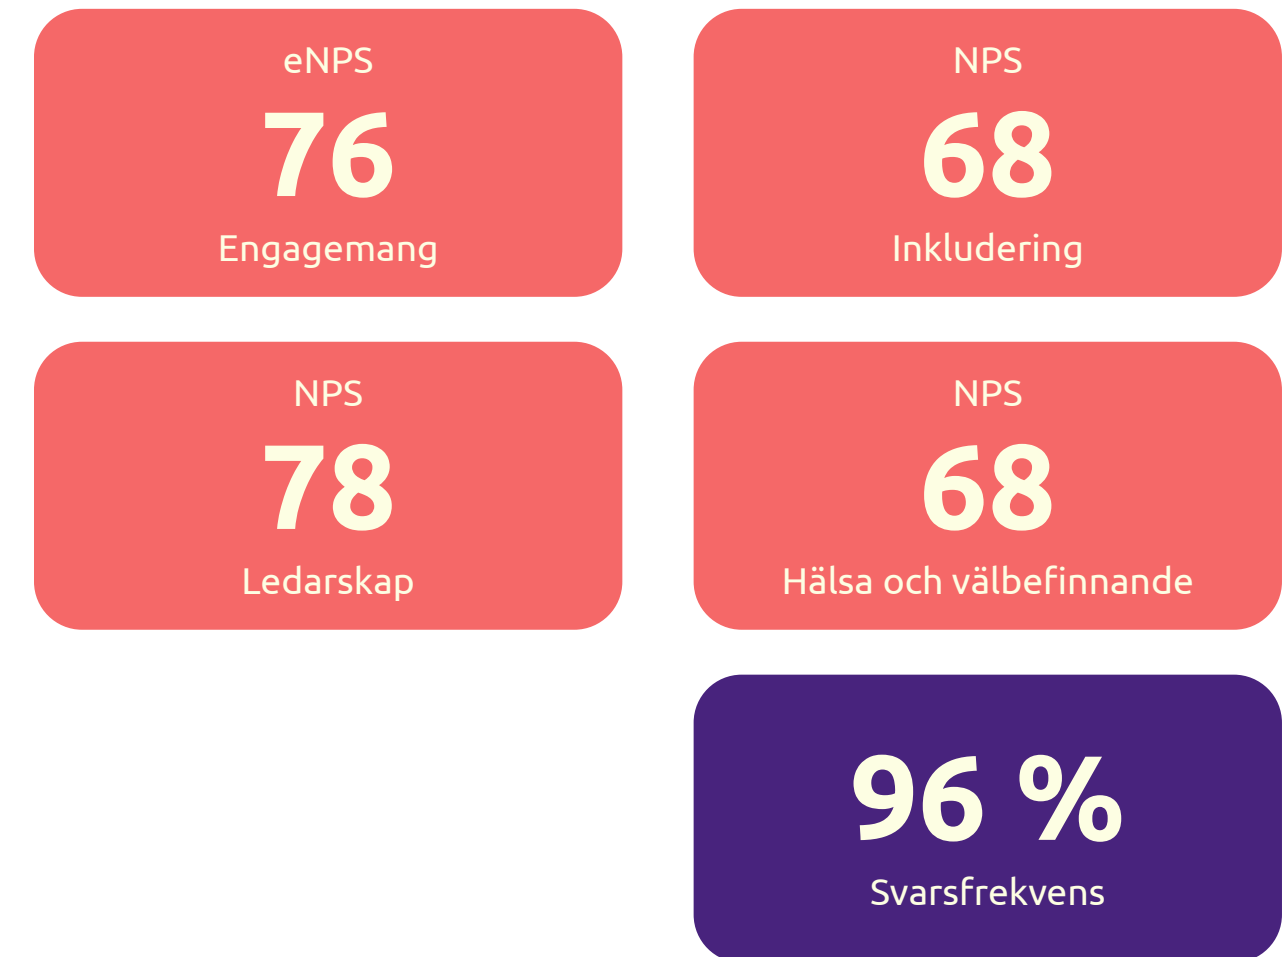 eNPS
76
Engagemang
NPS
68
Inkludering
NPS
78
Ledarskap
NPS
68
Hälsa och välbefinnande
96 %
Svarsfrekvens